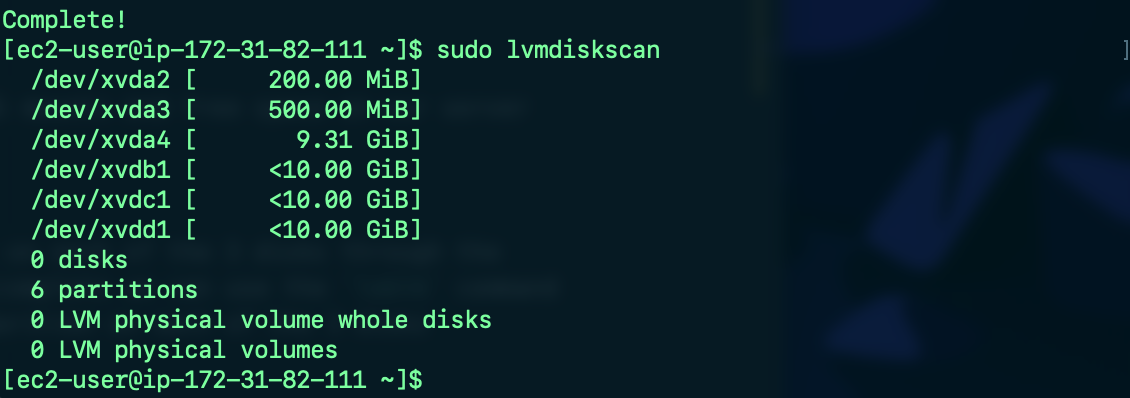 Complete!
[ec2-user@ip-172-31-82-111 ~]$ sudo lvmdiskscan
  /dev/xvda2 [     200.00 MiB]
  /dev/xvda3 [     500.00 MiB]
  /dev/xvda4 [       9.31 GiB]
  /dev/xvdb1 [     <10.00 GiB]
  /dev/xvdc1 [     <10.00 GiB]
  /dev/xvdd1 [     <10.00 GiB]
  0 disks
  6 partitions
  0 LVM physical volume whole disks
  0 LVM physical volumes
[ec2-user@ip-172-31-82-111 ~]$